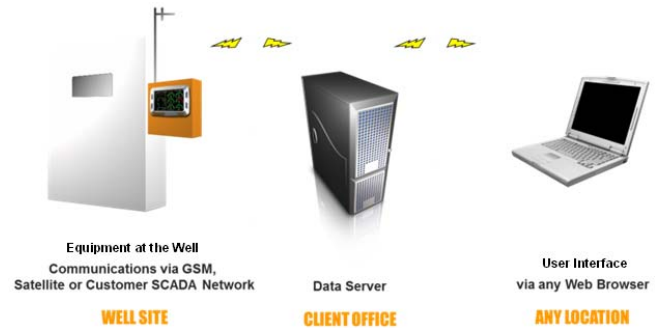 Equipment at the Well
Communications via GSM,
Satellite or Customer SCADA Network
WELL SITE
Data Server
CLIENT OFFICE
User Interface
via any Web Browser
ANY LOCATION